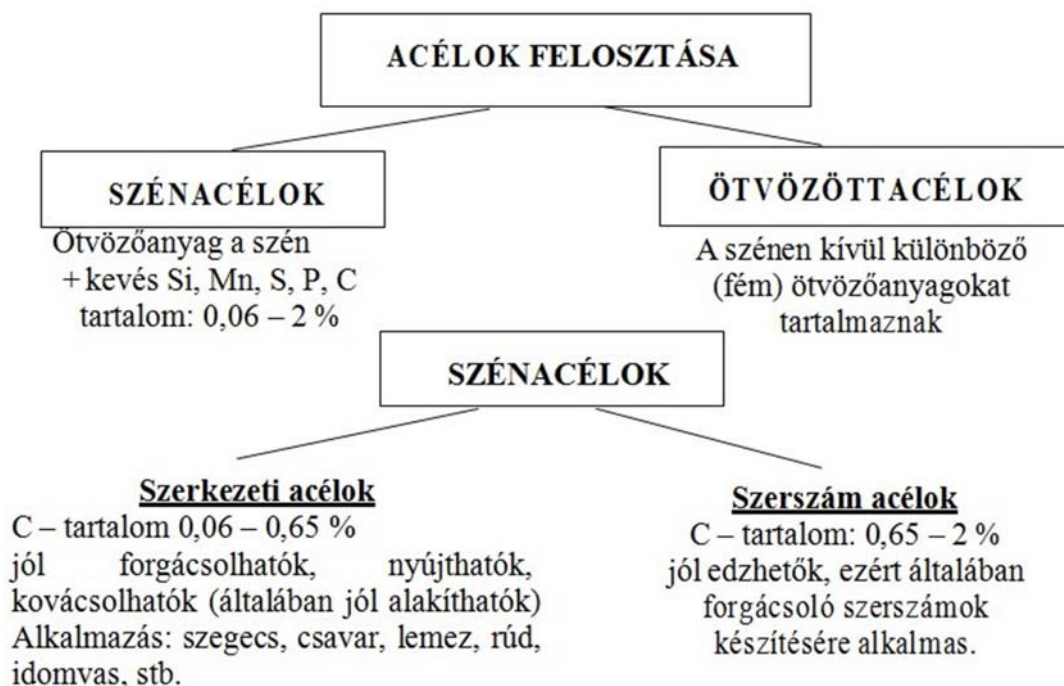 ACÉLOK FELOSZTÁSA
SZÉNACÉLOK
Ötvözőanyag a szén
+ kevés Si, Mn, S, P, C
tartalom: 0,06 – 2 %
ÖTVÖZÖTTACÉLOK
A szénen kívül különböző
(fém) ötvözőanyagokat
tartalmaznak
SZÉNACÉLOK
Szerkezeti acélok
C – tartalom 0,06 – 0,65 %
jól forgácsolhatók, nyújthatók,
kovácsolhatók (általában jól alakíthatók)
Alkalmazás: szegecs, csavar, lemez, rúd,
idomvas, stb.
Szerszám acélok
C – tartalom: 0,65 – 2 %
jól edzhetők, ezért általában
forgácsoló szerszámok
készítésére alkalmas.